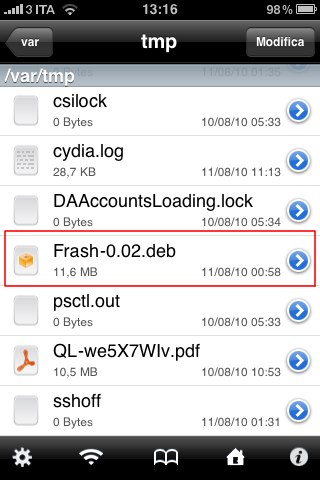 3 ITA 13:16 98%
var tmp Modifica
11/08/10 05:33
/var/tmp
csilock
0 Bytes 10/08/10 05:33
cydia.log
28,7 KB 11/08/10 11:13
DAAccountsLoading.lock
0 Bytes 10/08/10 05:34
Frash-0.02.deb
11,6 MB 11/08/10 00:58
psctl.out
0 Bytes 10/08/10 05:33
QL-we5X7WIv.pdf
10,5 MB 10/08/10 10:53
sshoff
0 Bytes 11/08/10 01:31